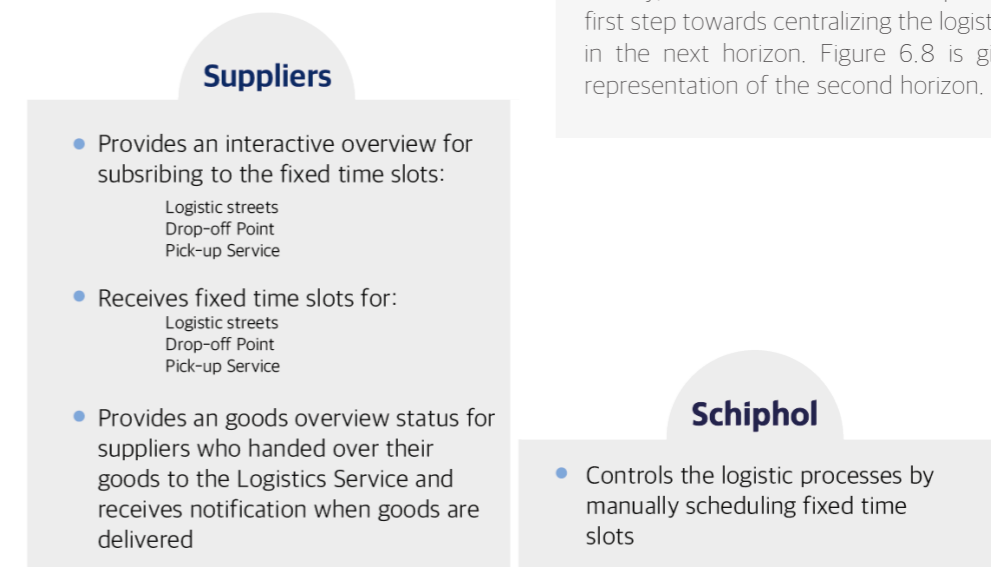 first step towards centralizing the logist
in the next horizon. Figure 6.8 is gi
representation of the second horizon.
Suppliers
Provides an interactive overview for
subsribing to the fixed time slots:
Logistic streets
Drop-off Point
Pick-up Service
Receives fixed time slots for:
Logistic streets
Drop-off Point
Pick-up Service
Provides an goods overview status for
suppliers who handed over their
goods to the Logistics Service and
receives notification when goods are
delivered
Schiphol
Controls the logistic processes by
manually scheduling fixed time
slots